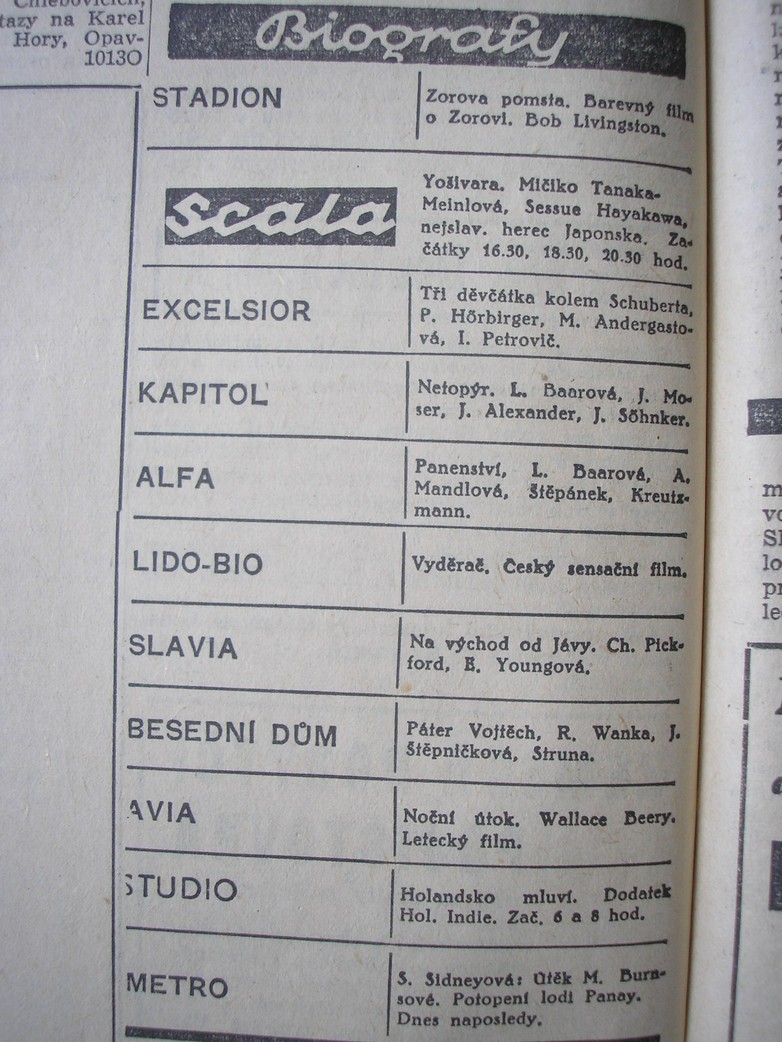 tazy na Karel
Hory, Opav-
10130
Biografy
STADION
Zorova pomsta. Barevný film
o Zorovi. Bob Livingston.
Scala
Yošivara. Mičiko Tanaka-
Meinlová, Sessue Hayakawa,
nejslav. herec Japonska. Za-
čátky 16.30, 18.30, 20.30 hod.
EXCELSIOR
Tři děvčátka kolem Schuberta,
P. Hőrbirger, M. Andergasto-
vá, I. Petrovič.
KAPITOL
Netopýr. L. Baarová, J. Mo-
ser, J. Alexander, J. Sőhnker.
ALFA
Panenství, L. Baarová, A.
Mandlová, Štěpánek, Kreutz-
mann.
LIDO-BIO
Vyděrač. Český sensační film.
SLAVIA
Na východ od Jávy. Ch. Pick-
ford, E. Youngová.
BESEDNÍ DŮM
Páter Vojtěch, R. Wanka, J.
Štěpničková, Struna.
AVIA
Noční útok. Wallace Beery.
Letecký film.
STUDIO
Holandsko mluví. Dodatek
Hol. Indie. Zač. 6 a 8 hod.
METRO
S. Sidneyová: Útěk M. Burn-
sové. Potopení lodi Panay.
Dnes naposledy.